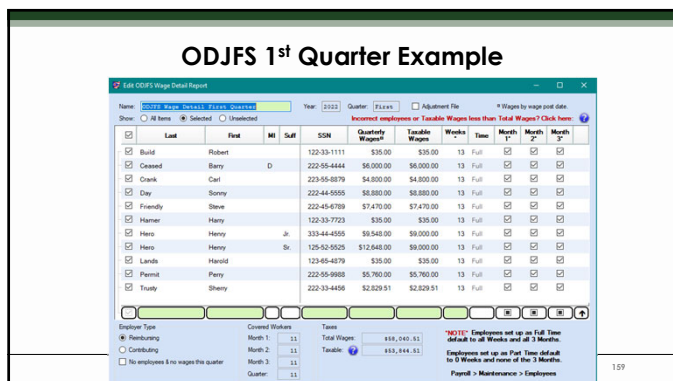 ODJFS 1st Quarter Example
Edit ODJFS Wage Detail Report
Name: ODJFS Wage Detail First Quarter Year: 2022 Quarter: First Adjustment File ¤ Wages by wage post date.
Show: All Items Selected Unselected Incorrect employees or Taxable Wages less than Total Wages? Click here: ?
Last First MI Suff SSN Quarterly Wages¤ Taxable Wages Weeks * Time Month 1* Month 2* Month 3*
Build Robert 122-33-1111 $35.00 $35.00 13 Full
Ceased Barry D 222-55-4444 $6,000.00 $6,000.00 13 Full
Crank Carl 223-55-8879 $4,800.00 $4,800.00 13 Full
Day Sonny 222-44-5555 $8,880.00 $8,880.00 13 Full
Friendly Steve 222-45-6789 $7,470.00 $7,470.00 13 Full
Hamer Harry 122-33-7723 $35.00 $35.00 13 Full
Hero Henry Jr. 333-44-4555 $9,548.00 $9,000.00 13 Full
Hero Henry Sr. 125-52-5525 $12,648.00 $9,000.00 13 Full
Lands Harold 123-65-4879 $35.00 $35.00 13 Full
Permit Perry 222-55-9988 $5,760.00 $5,760.00 13 Full
Trusty Sherry 222-33-4456 $2,829.51 $2,829.51 13 Full
Employer Type Covered Workers Taxes
Reimbursing Month 1: 11 Total Wages: $58,040.51
Contributing Month 2: 11 Taxable: ? $53,844.51
No employees & no wages this quarter Month 3: 11
Quarter: 11
*NOTE* Employees set up as Full Time
default to all Weeks and all 3 Months.
Employees set up as Part Time default
to 0 Weeks and none of the 3 Months.
Payroll > Maintenance > Employees
159